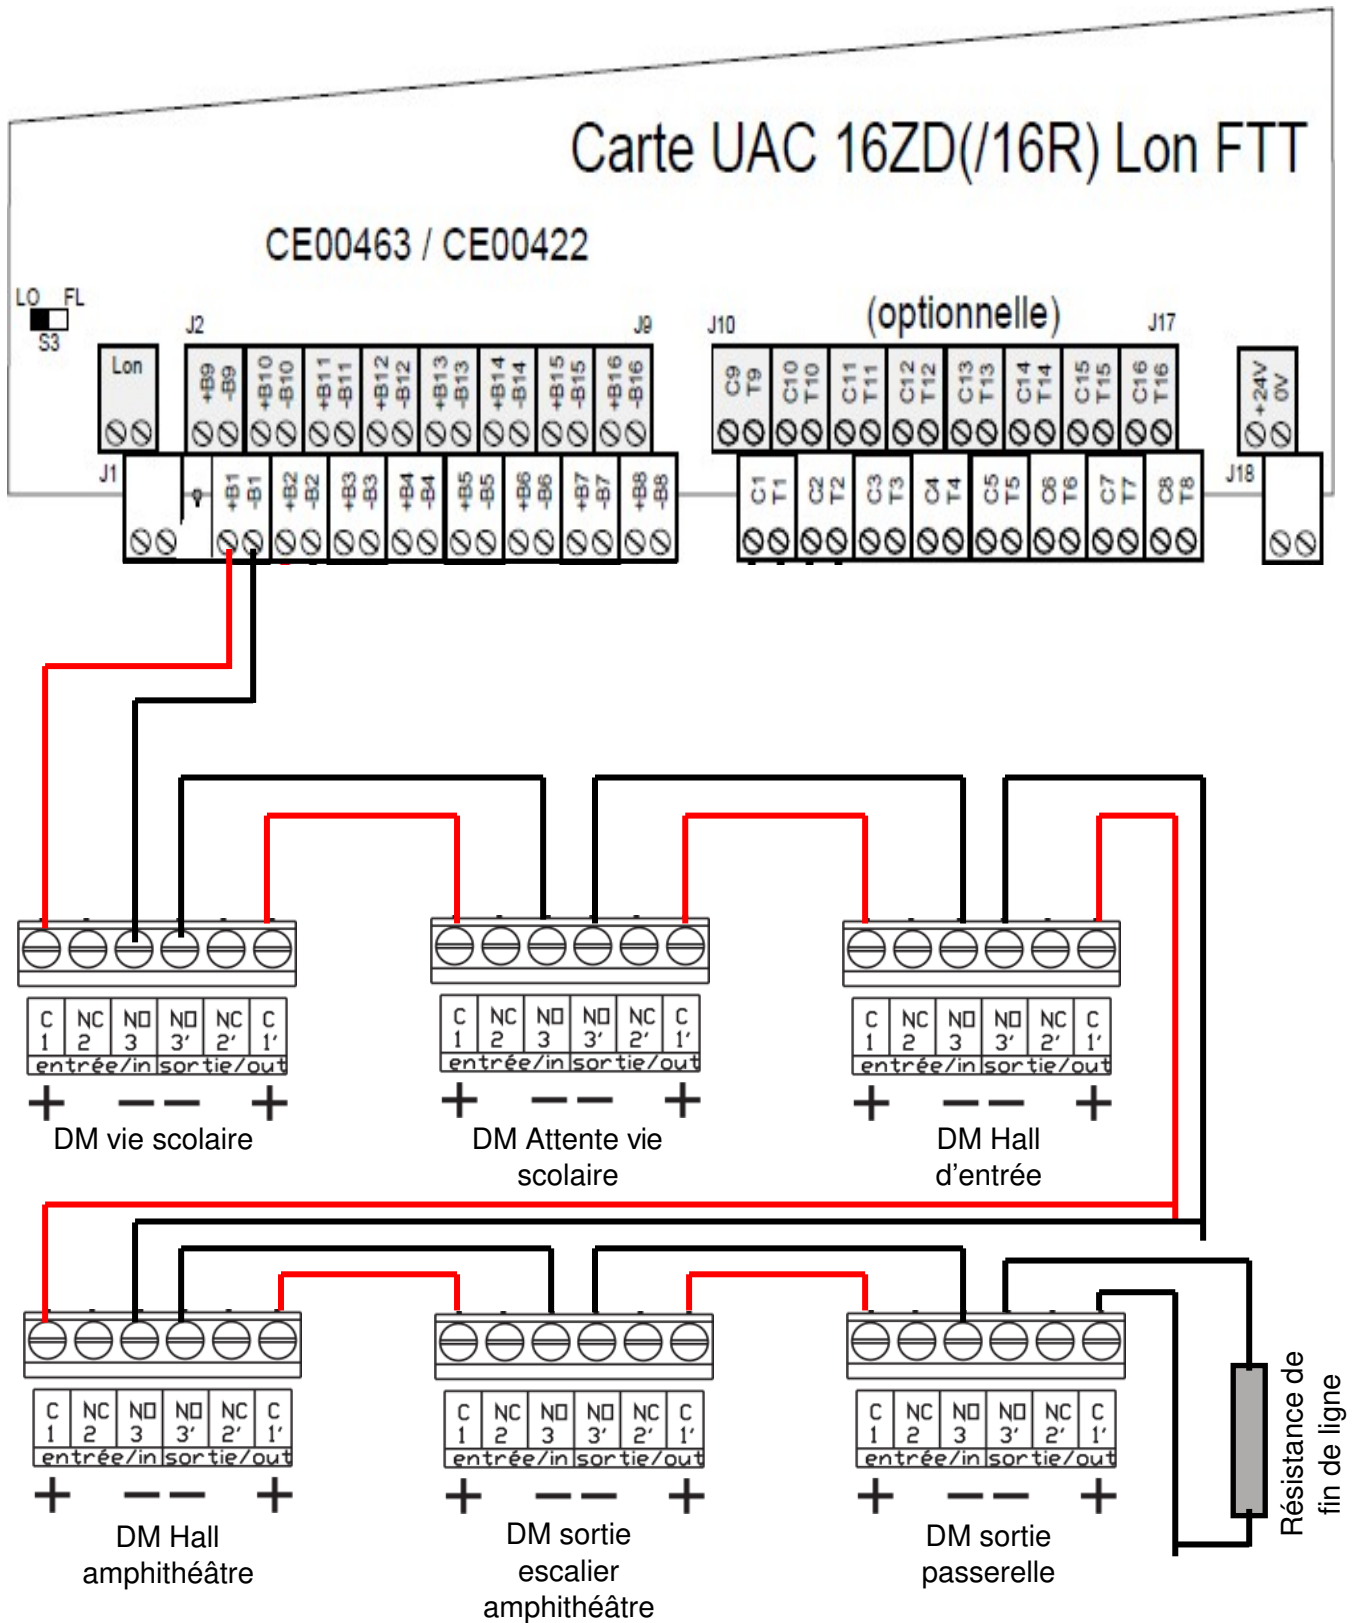 Carte UAC 16ZD(/16R) Lon FTT
CE00463 / CE00422
LO FL
S3
(optionnelle)
J2 J9 J10 J17
Lon
+B9 -B9 +B10 -B10 +B11 -B11 +B12 -B12 +B13 -B13 +B14 -B14 +B15 -B15 +B16 -B16
C9 T9 C10 T10 C11 T11 C12 T12 C13 T13 C14 T14 C15 T15 C16 T16
+24V 0V
J1
+B1 -B1 +B2 -B2 +B3 -B3 +B4 -B4 +B5 -B5 +B6 -B6 +B7 -B7 +B8 -B8
C1 T1 C2 T2 C3 T3 C4 T4 C5 T5 C6 T6 C7 T7 C8 T8
J18
C NC NO NO NC C
1 2 3 3' 2' 1'
entrée/in sortie/out
+ — — +
DM vie scolaire
C NC NO NO NC C
1 2 3 3' 2' 1'
entrée/in sortie/out
+ — — +
DM Attente vie
scolaire
C NC NO NO NC C
1 2 3 3' 2' 1'
entrée/in sortie/out
+ — — +
DM Hall
d'entrée
C NC NO NO NC C
1 2 3 3' 2' 1'
entrée/in sortie/out
+ — — +
DM Hall
amphithéâtre
C NC NO NO NC C
1 2 3 3' 2' 1'
entrée/in sortie/out
+ — — +
DM sortie
escalier
amphithéâtre
C NC NO NO NC C
1 2 3 3' 2' 1'
entrée/in sortie/out
+ — — +
DM sortie
passerelle
Résistance de
fin de ligne